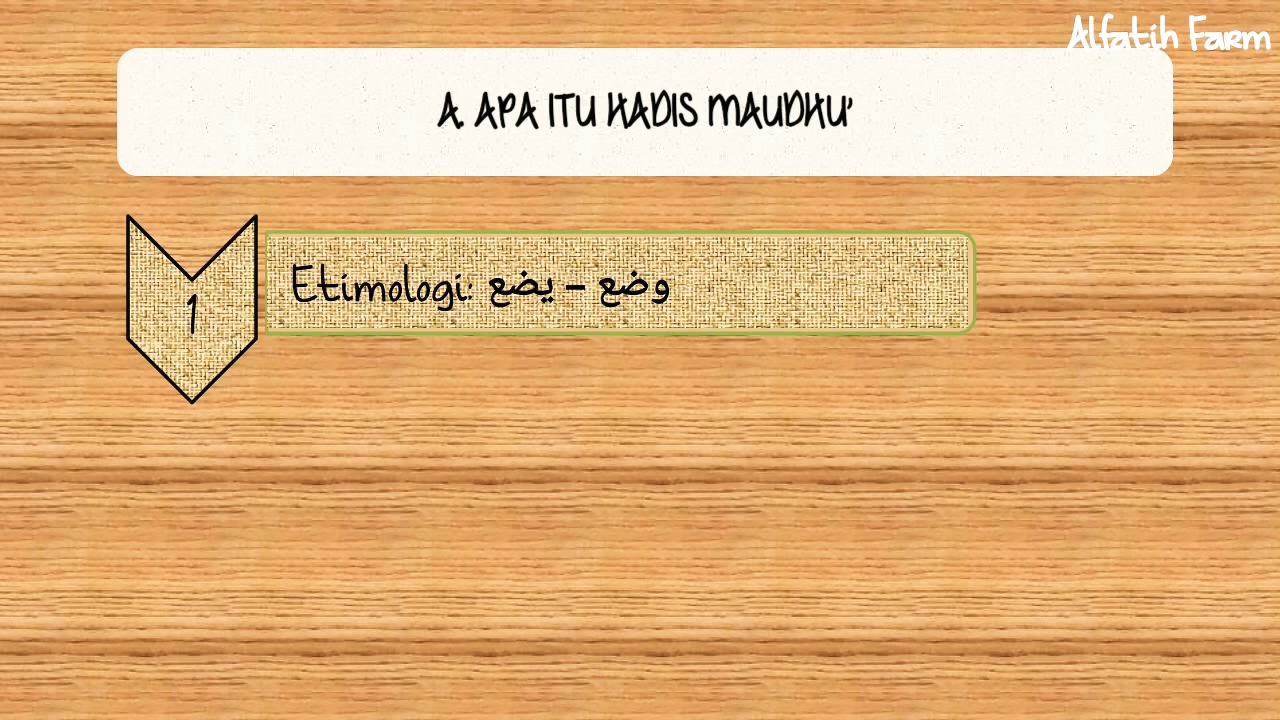 Alfatih Farm
A. APA ITU HADIS MAUDHU'
1
Etimologi: وضع – يضع